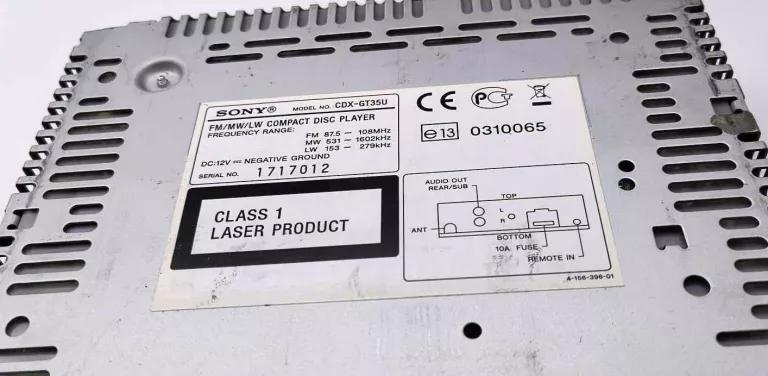 SONY® MODEL NO. CDX-GT35U
FM/MW/LW COMPACT DISC PLAYER
FREQUENCY RANGE: FM 87.5 — 108MHz
MW 531 — 1602kHz
LW 153 — 279kHz
DC:12V ⎓ NEGATIVE GROUND
SERIAL NO. 1717012
CLASS 1
LASER PRODUCT
CE
e13 0310065
AUDIO OUT
REAR/SUB
TOP
L
R
ANT
BOTTOM
10A FUSE
REMOTE IN
A-156-396-01